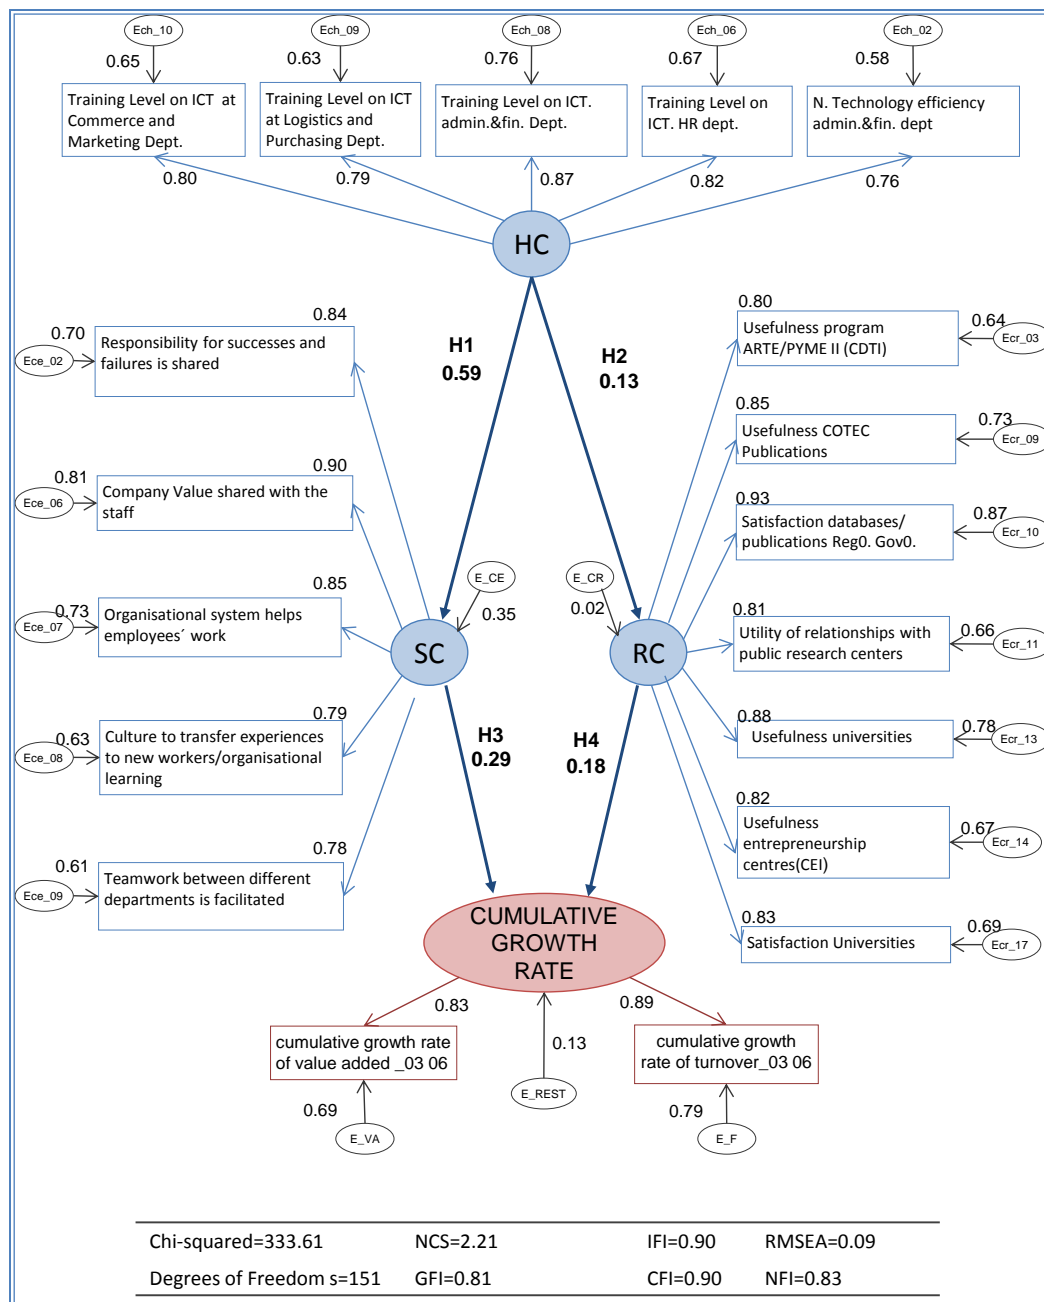 Ech_10
Ech_09
Ech_08
Ech_06
Ech_02
0.65
0.63
0.76
0.67
0.58
Training Level on ICT at
Commerce and
Marketing Dept.
Training Level on ICT
at Logistics and
Purchasing Dept.
Training Level on ICT.
admin.&fin. Dept.
Training Level on
ICT. HR dept.
N. Technology efficiency
admin.&fin. dept
0.80
0.79
0.87
0.82
0.76
HC
H1
0.59
H2
0.13
0.70
0.84
Ece_02
Responsibility for successes and
failures is shared
0.81
0.90
Ece_06
Company Value shared with the
staff
0.73
0.85
Ece_07
Organisational system helps
employees´ work
0.63
0.79
Ece_08
Culture to transfer experiences
to new workers/organisational
learning
0.61
0.78
Ece_09
Teamwork between different
departments is facilitated
E_CE
0.35
E_CR
0.02
SC
RC
0.80
Usefulness program
ARTE/PYME II (CDTI)
0.64
Ecr_03
0.85
Usefulness COTEC
Publications
0.73
Ecr_09
0.93
Satisfaction databases/
publications Reg0. Gov0.
0.87
Ecr_10
0.81
Utility of relationships with
public research centers
0.66
Ecr_11
0.88
Usefulness universities
0.78
Ecr_13
0.82
Usefulness
entrepreneurship
centres(CEI)
0.67
Ecr_14
0.83
Satisfaction Universities
0.69
Ecr_17
H3
0.29
H4
0.18
CUMULATIVE
GROWTH
RATE
0.83
0.89
cumulative growth rate
of value added _03 06
0.13
cumulative growth
rate of turnover_03 06
E_REST
0.69
0.79
E_VA
E_F
Chi-squared=333.61 NCS=2.21 IFI=0.90 RMSEA=0.09
Degrees of Freedom s=151 GFI=0.81 CFI=0.90 NFI=0.83